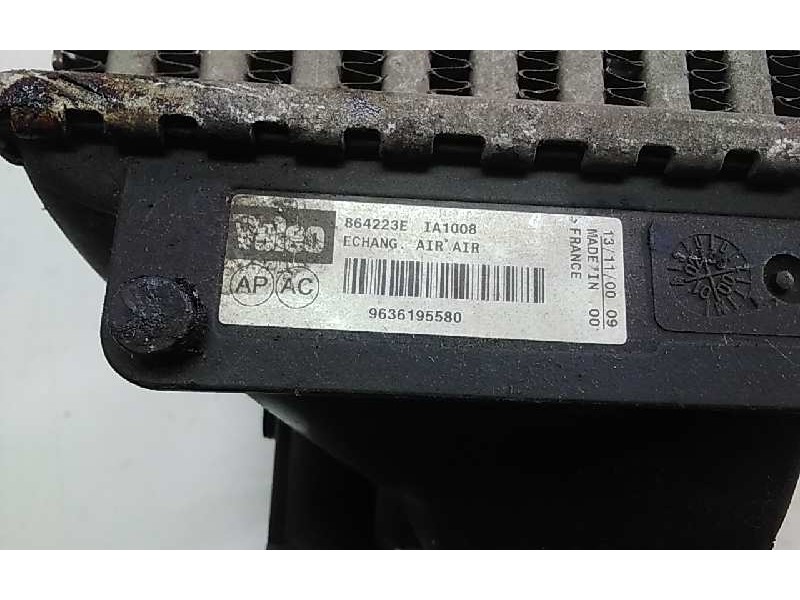 Valeo
864223E IA1008
ECHANG. AIR AIR
AP AC
9636195580
13/11/00 09
MADE IN 00
FRANCE